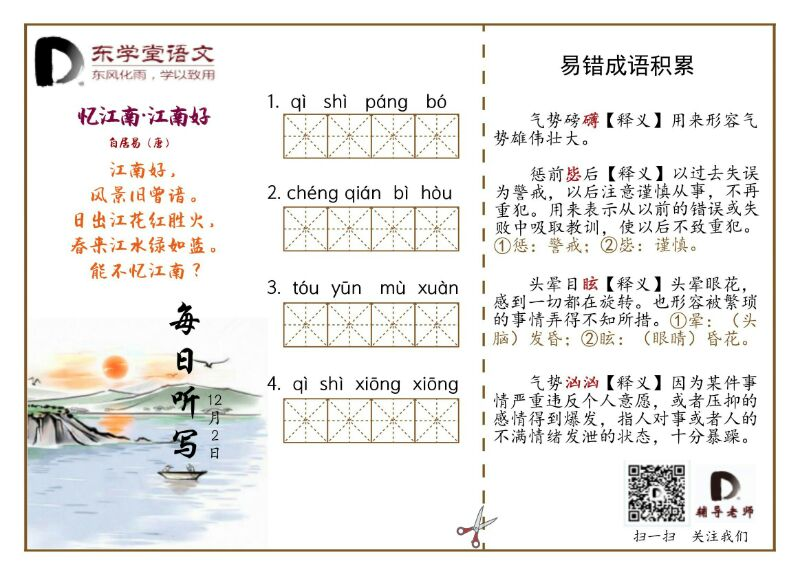 东学堂语文
东风化雨，学以致用
忆江南·江南好
白居易（唐）
江南好，
风景旧曾谙。
日出江花红胜火，
春来江水绿如蓝。
能不忆江南？
每日听写
12月2日
1. qì shì páng bó
2. chéng qián bì hòu
3. tóu yūn mù xuàn
4. qì shì xiōng xiōng
易错成语积累
气势磅礴【释义】用来形容气
势雄伟壮大。
惩前毖后【释义】以过去失误
为警戒，以后注意谨慎从事，不再
重犯。用来表示从以前的错误或失
败中吸取教训，使以后不致重犯。
①惩：警戒；②毖：谨慎。
头晕目眩【释义】头晕眼花，
感到一切都在旋转。也形容被繁琐
的事情弄得不知所措。①晕：（头
脑）发昏；②眩：（眼睛）昏花。
气势汹汹【释义】因为某件事
情严重违反个人意愿，或者压抑的
感情得到爆发，指人对事或者人的
不满情绪发泄的状态，十分暴躁。
辅导老师
扫一扫 关注我们